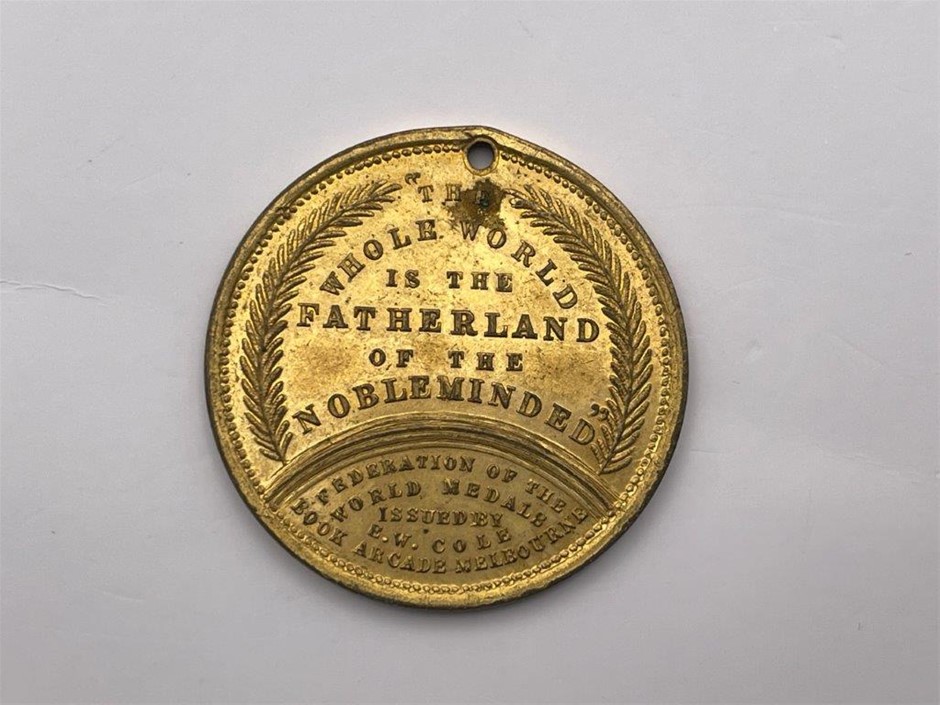 "THE
WHOLE WORLD
IS THE
FATHERLAND
OF THE
NOBLEMINDED"
FEDERATION OF THE
WORLD MEDALS
ISSUED BY
E.W. COLE
BOOK ARCADE MELBOURNE